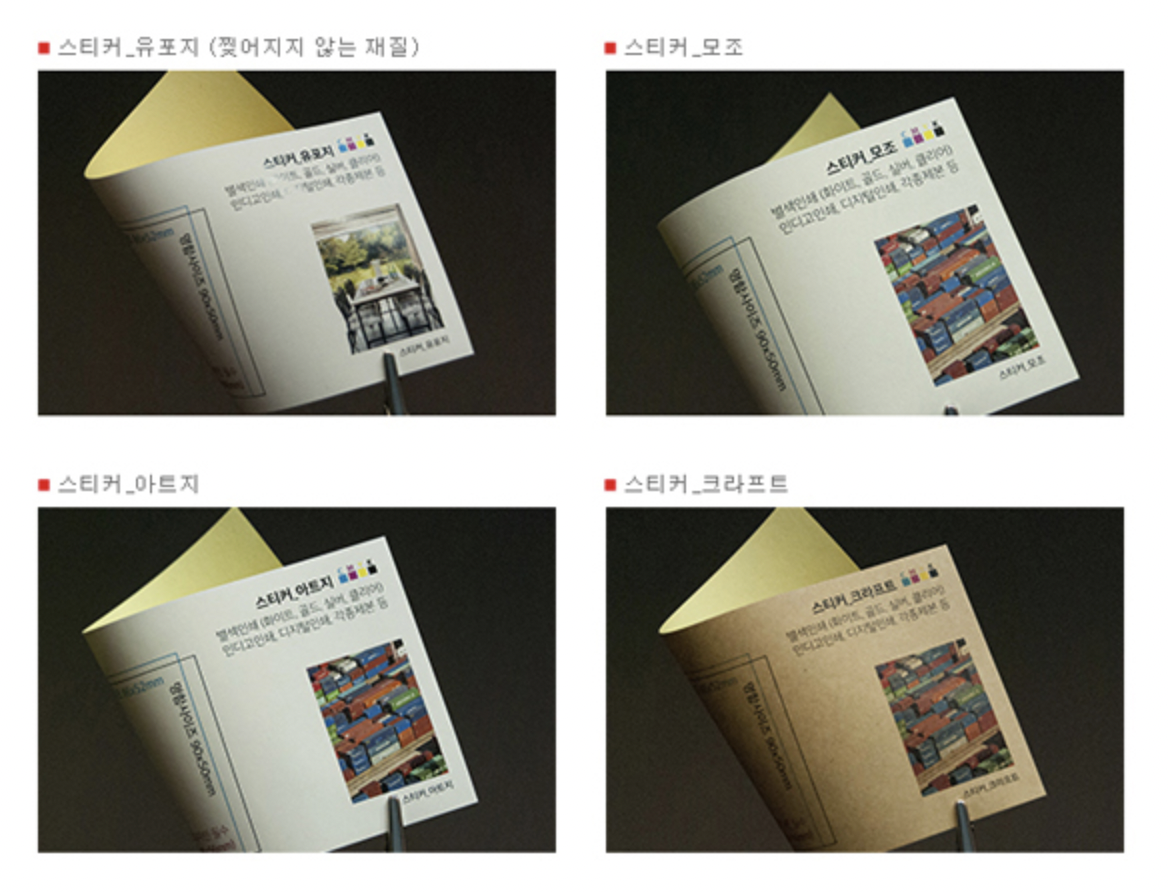 스티커_유포지 (찢어지지 않는 재질)
스티커_모조
스티커_유포지
별색인쇄 (화이트, 골드, 실버, 클리어)
인디고인쇄, 디지털인쇄, 각종제본 등
명함사이즈 90x50mm
스티커_유포지
스티커_모조
별색인쇄 (화이트, 골드, 실버, 클리어)
인디고인쇄, 디지털인쇄, 각종제본 등
명함사이즈 90x50mm
스티커_모조
스티커_아트지
스티커_크라프트
스티커_아트지
별색인쇄 (화이트, 골드, 실버, 클리어)
인디고인쇄, 디지털인쇄, 각종제본 등
명함사이즈 90x50mm
스티커_아트지
스티커_크라프트
별색인쇄 (화이트, 골드, 실버, 클리어)
인디고인쇄, 디지털인쇄, 각종제본 등
명함사이즈 90x50mm
스티커_크라프트